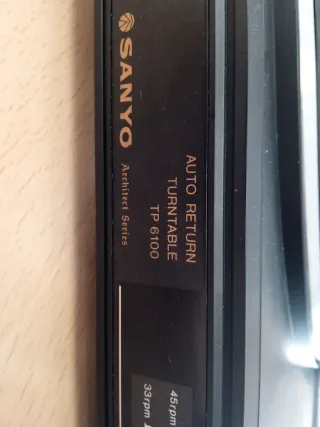 SANYO
Architect Series
AUTO RETURN
TURNTABLE
TP 6100
45rpm
33rpm